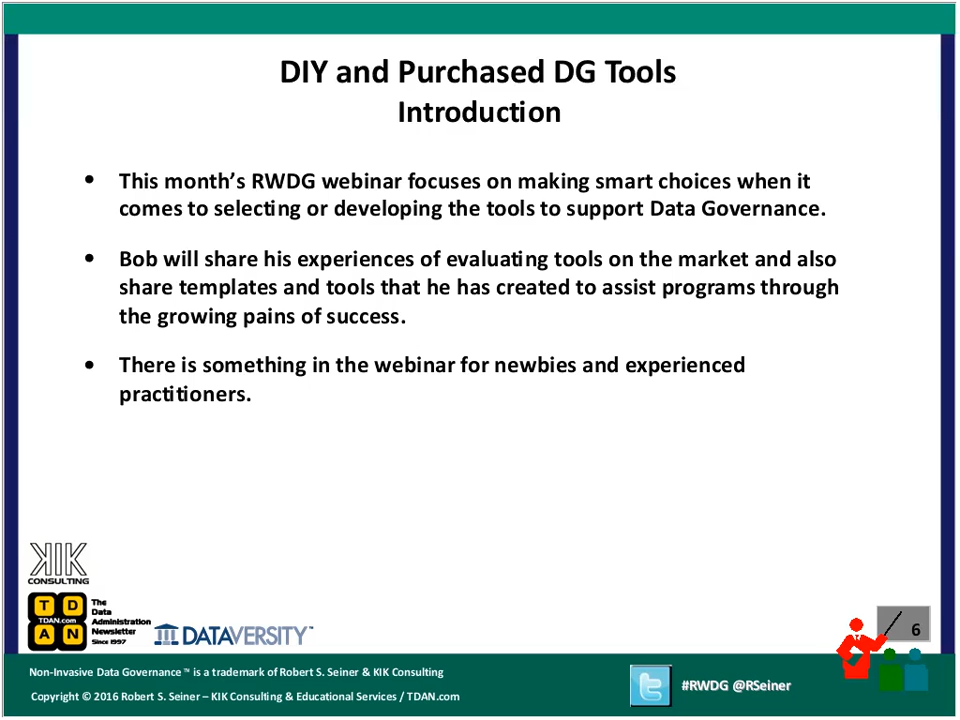 DIY and Purchased DG Tools
Introduction
• This month’s RWDG webinar focuses on making smart choices when it
comes to selecting or developing the tools to support Data Governance.
• Bob will share his experiences of evaluating tools on the market and also
share templates and tools that he has created to assist programs through
the growing pains of success.
• There is something in the webinar for newbies and experienced
practitioners.
KIK
CONSULTING
T D
TDAN.com
A N
The
Data
Administration
Newsletter
Since 1997
DATAVERSITY™
6
Non-Invasive Data Governance ™ is a trademark of Robert S. Seiner & KIK Consulting
Copyright © 2016 Robert S. Seiner – KIK Consulting & Educational Services / TDAN.com
#RWDG @RSeiner